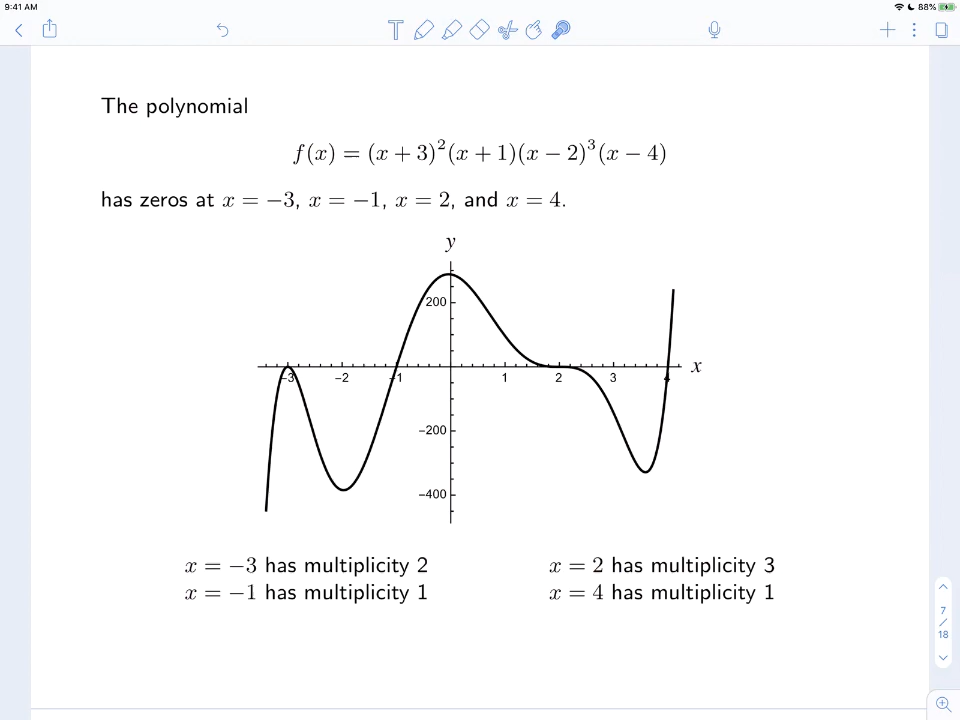 9:41 AM
88%
T
The polynomial
f(x) = (x + 3)²(x + 1)(x − 2)³(x − 4)
has zeros at x = −3, x = −1, x = 2, and x = 4.
y
200
x
−3 −2 −1 1 2 3 4
−200
−400
x = −3 has multiplicity 2
x = −1 has multiplicity 1
x = 2 has multiplicity 3
x = 4 has multiplicity 1
7
/
18